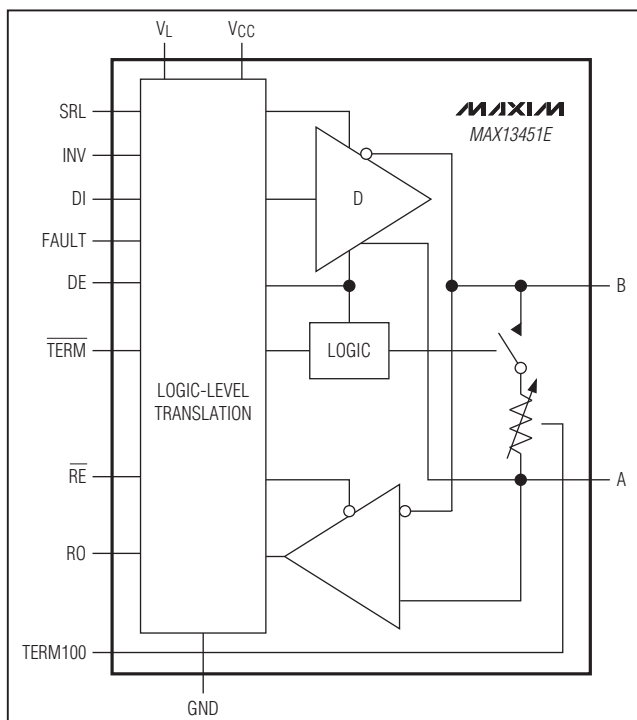 VL
VCC
SRL
INV
DI
FAULT
DE
TERM
RE
RO
TERM100
GND
MAXIM
MAX13451E
D
B
LOGIC
LOGIC-LEVEL
TRANSLATION
A